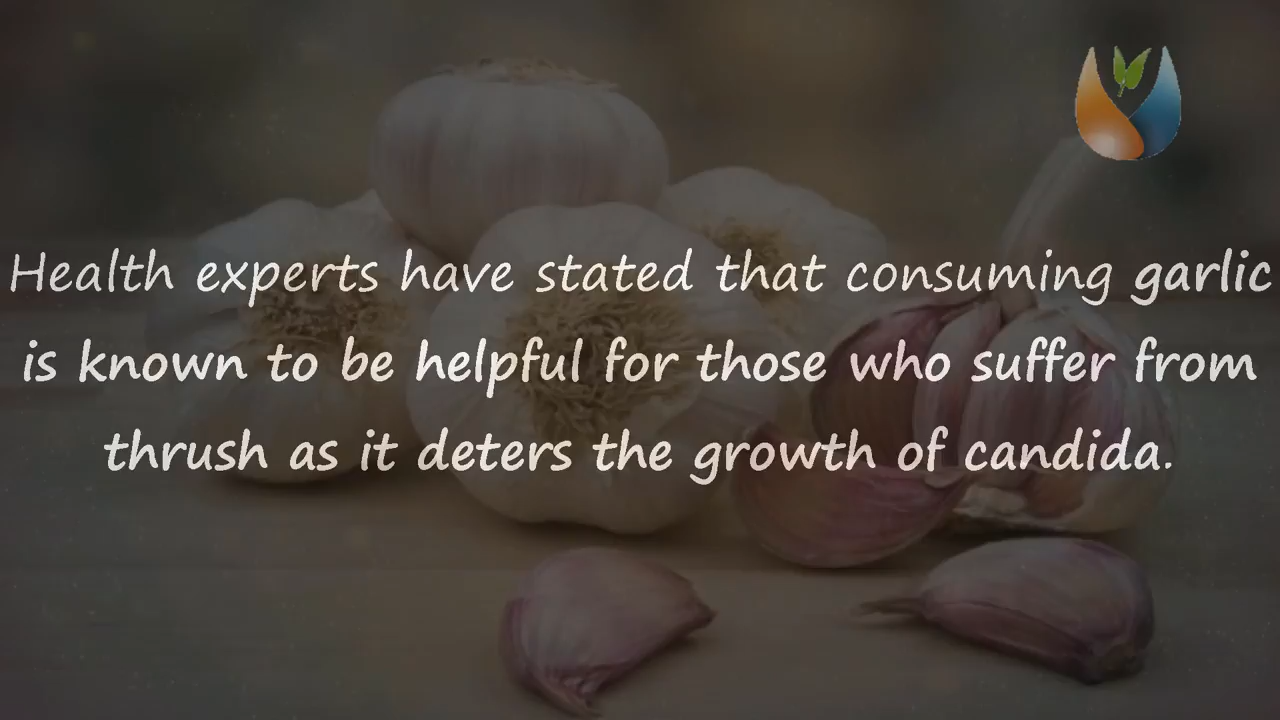 Health experts have stated that consuming garlic
is known to be helpful for those who suffer from
thrush as it deters the growth of candida.